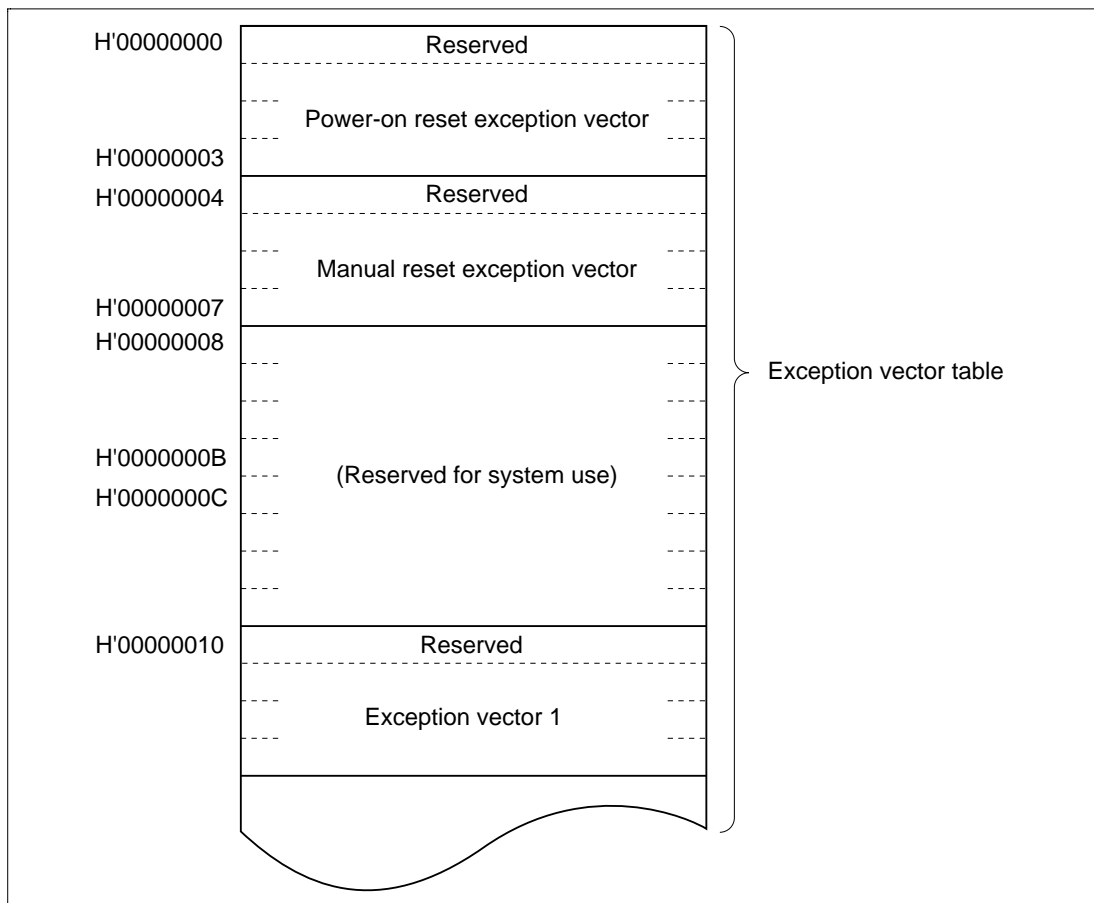 H'00000000
Reserved
Power-on reset exception vector
H'00000003
H'00000004
Reserved
Manual reset exception vector
H'00000007
H'00000008
Exception vector table
H'0000000B
(Reserved for system use)
H'0000000C
H'00000010
Reserved
Exception vector 1